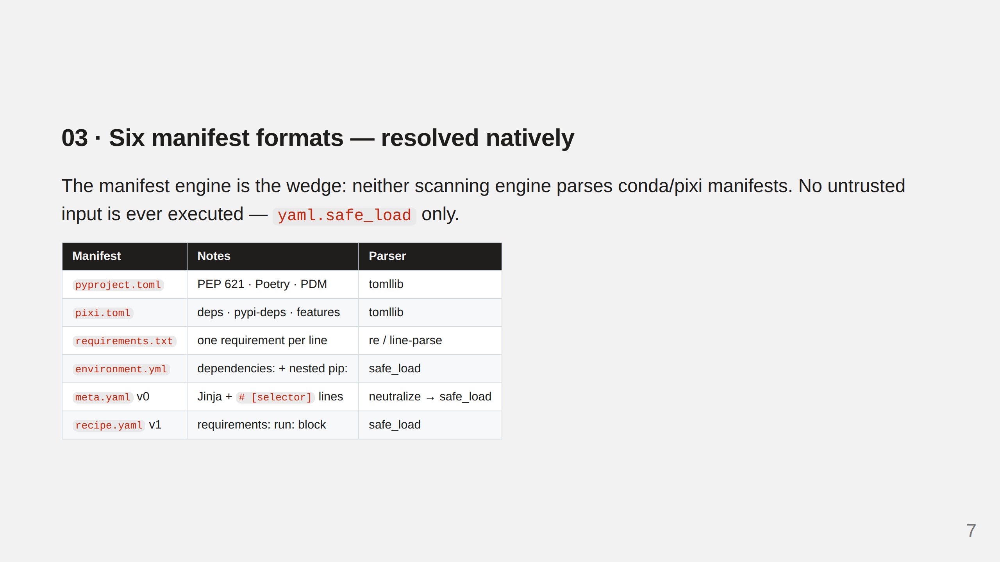 03 · Six manifest formats — resolved natively
The manifest engine is the wedge: neither scanning engine parses conda/pixi manifests. No untrusted
input is ever executed — yaml.safe_load only.
Manifest Notes Parser
pyproject.toml PEP 621 · Poetry · PDM tomllib
pixi.toml deps · pypi-deps · features tomllib
requirements.txt one requirement per line re / line-parse
environment.yml dependencies: + nested pip: safe_load
meta.yaml v0 Jinja + # [selector] lines neutralize → safe_load
recipe.yaml v1 requirements: run: block safe_load
7